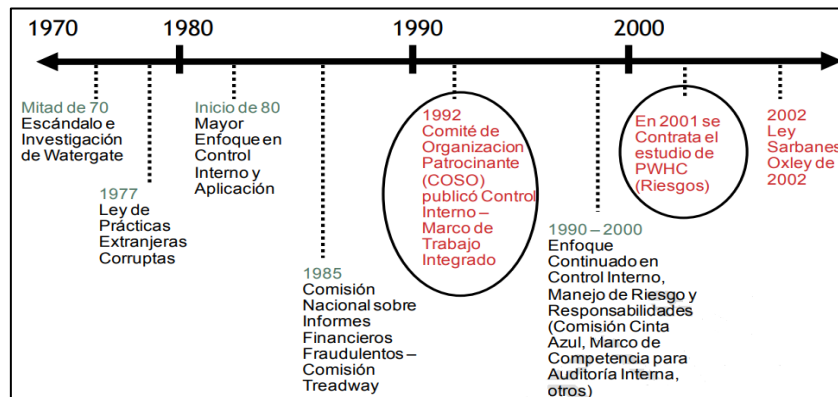 1970
1980
1990
2000
Mitad de 70
Escándalo e
Investigación
de Watergate
1977
Ley de
Prácticas
Extranjeras
Corruptas
Inicio de 80
Mayor
Enfoque en
Control
Interno y
Aplicación
1985
Comisión
Nacional sobre
Informes
Financieros
Fraudulentos –
Comisión
Treadway
1992
Comité de
Organizacion
Patrocinante
(COSO)
publicó Control
Interno –
Marco de
Trabajo
Integrado
1990 – 2000
Enfoque
Continuado en
Control Interno,
Manejo de Riesgo y
Responsabilidades
(Comisión Cinta
Azul, Marco de
Competencia para
Auditoría Interna,
otros)
En 2001 se
Contrata el
estudio de
PWHC
(Riesgos)
2002
Ley
Sarbanes
Oxley de
2002